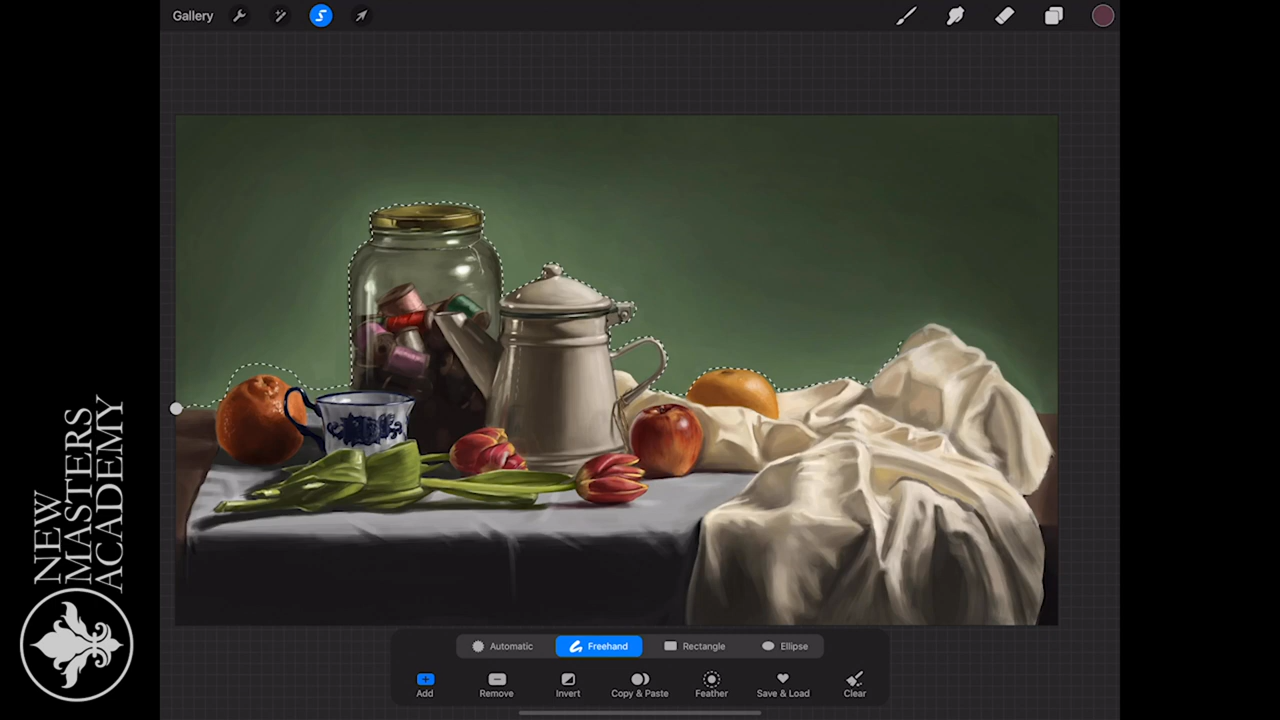 Gallery
NEW
MASTERS
ACADEMY
Automatic
Freehand
Rectangle
Ellipse
Add
Remove
Invert
Copy & Paste
Feather
Save & Load
Clear